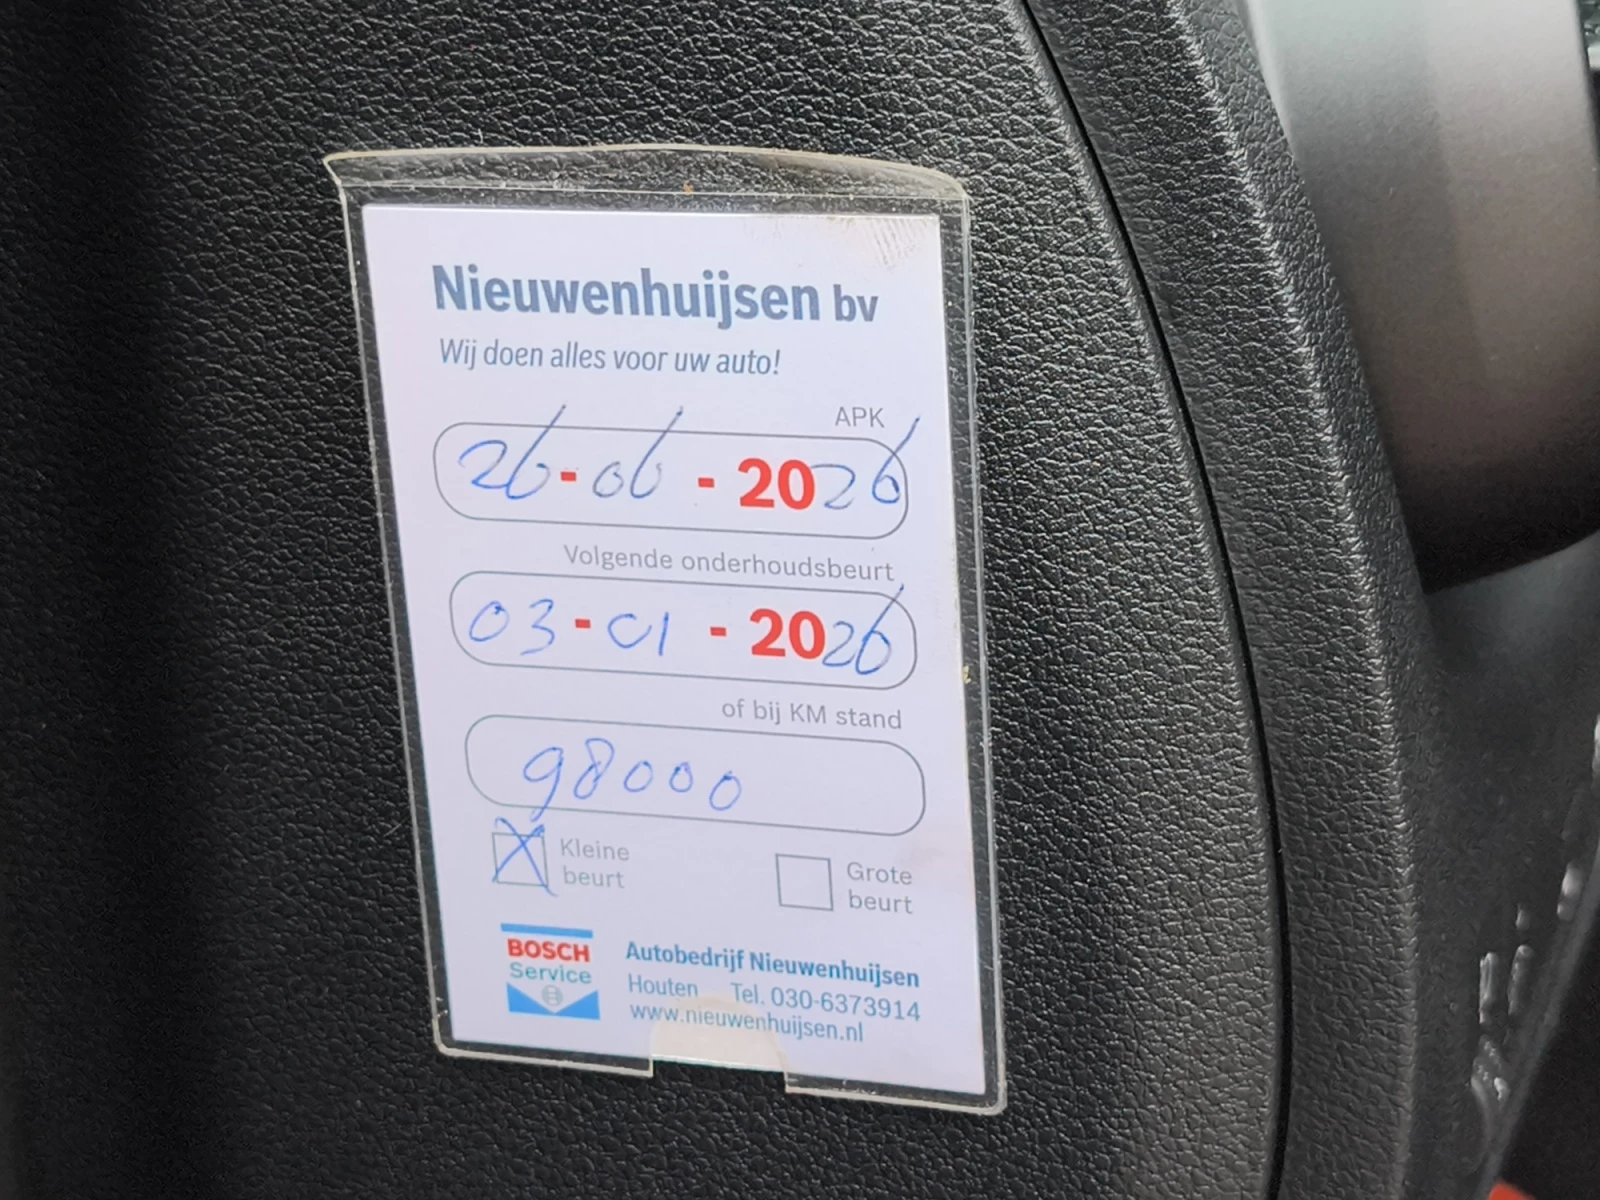 Nieuwenhuijsen bv
Wij doen alles voor uw auto!
APK
26-06-2026
Volgende onderhoudsbeurt
03-01-2026
of bij KM stand
98000
Kleine beurt
Grote beurt
BOSCH
Service
Autobedrijf Nieuwenhuijsen
Houten Tel. 030-6373914
www.nieuwenhuijsen.nl